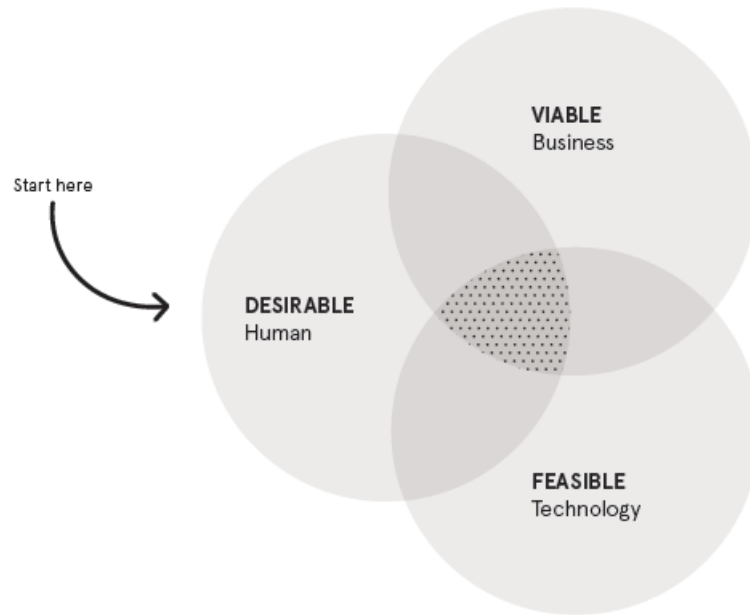 VIABLE
Business
Start here
DESIRABLE
Human
FEASIBLE
Technology